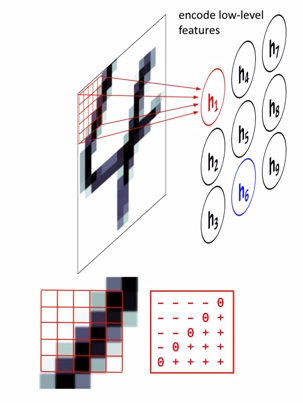 encode low-level
features
h1
h4
h7
h2
h5
h8
h3
h6
h9
- - - - 0
- - - 0 +
- - 0 + +
- 0 + + +
0 + + + +